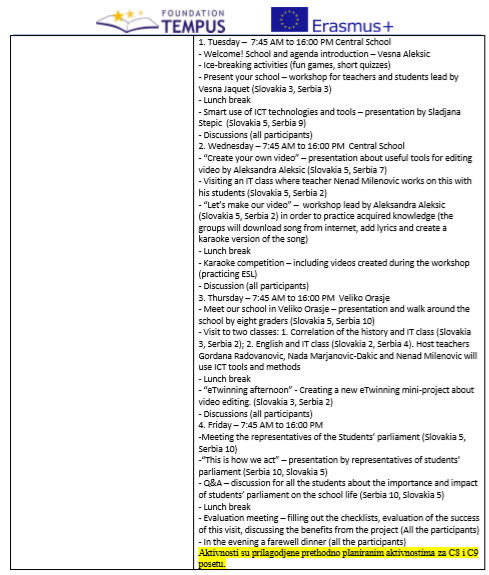 FOUNDATION
TEMPUS
Erasmus+
1. Tuesday – 7:45 AM to 16:00 PM Central School
- Welcome! School and agenda introduction – Vesna Aleksic
- Ice-breaking activities (fun games, short quizzes)
- Present your school – workshop for teachers and students lead by
Vesna Jaquet (Slovakia 3, Serbia 3)
- Lunch break
- Smart use of ICT technologies and tools – presentation by Sladjana
Stepic (Slovakia 5, Serbia 9)
- Discussions (all participants)
2. Wednesday – 7:45 AM to 16:00 PM Central School
- “Create your own video” – presentation about useful tools for editing
video by Aleksandra Aleksic (Slovakia 5, Serbia 7)
- Visiting an IT class where teacher Nenad Milenovic works on this with
his students (Slovakia 5, Serbia 2)
- “Let’s make our video” – workshop lead by Aleksandra Aleksic
(Slovakia 5, Serbia 2) in order to practice acquired knowledge (the
groups will download song from internet, add lyrics and create a
karaoke version of the song)
- Lunch break
- Karaoke competition – including videos created during the workshop
(practicing ESL)
- Discussion (all participants)
3. Thursday – 7:45 AM to 16:00 PM Veliko Orasje
- Meet our school in Veliko Orasje – presentation and walk around the
school by eight graders (Slovakia 5, Serbia 10)
- Visit to two classes: 1. Correlation of the history and IT class (Slovakia
3, Serbia 2); 2. English and IT class (Slovakia 2, Serbia 4). Host teachers
Gordana Radovanovic, Nada Marjanovic-Dakic and Nenad Milenovic will
use ICT tools and methods
- Lunch break
- “eTwinning afternoon” - Creating a new eTwinning mini-project about
video editing. (Slovakia 3, Serbia 2)
- Discussions (all participants)
4. Friday – 7:45 AM to 16:00 PM
-Meeting the representatives of the Students’ parliament (Slovakia 5,
Serbia 10)
-“This is how we act” – presentation by representatives of students’
parliament (Serbia 10, Slovakia 5)
- Q&A – discussion for all the students about the importance and impact
of students’ parliament on the school life (Serbia 10, Slovakia 5)
- Lunch break
- Evaluation meeting – filling out the checklists, evaluation of the success
of this visit, discussing the benefits from the project (All the participants)
- In the evening a farewell dinner (all the participants)
Aktivnosti su prilagodjene prethodno planiranim aktivnostima za C8 i C9
posetu.